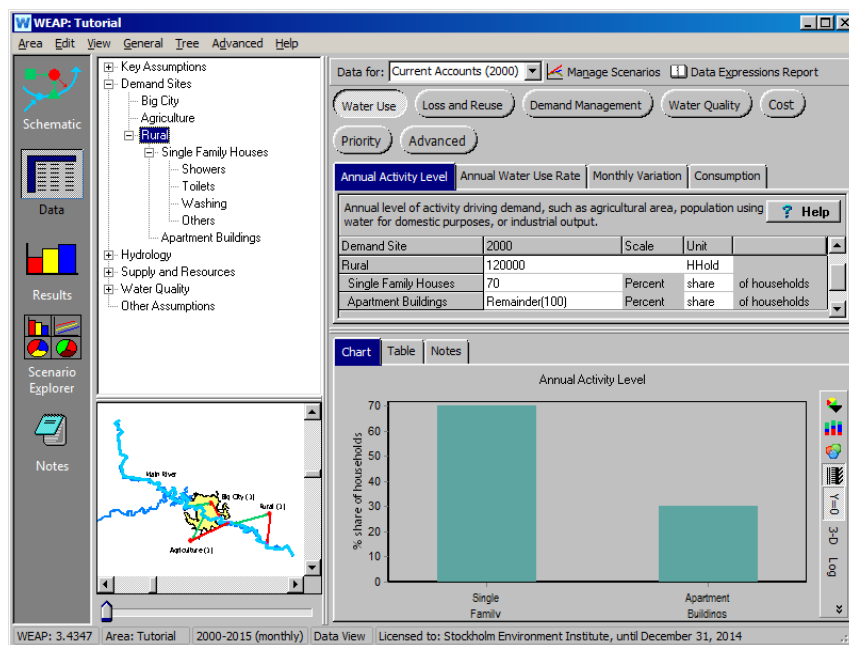 WEAP: Tutorial
Area Edit View General Tree Advanced Help
Schematic
Data
Results
Scenario
Explorer
Notes
Key Assumptions
Demand Sites
Big City
Agriculture
Rural
Single Family Houses
Showers
Toilets
Washing
Others
Apartment Buildings
Hydrology
Supply and Resources
Water Quality
Other Assumptions
Main River
Big City (1)
Rural (1)
Agriculture (1)
Data for: Current Accounts (2000) Manage Scenarios Data Expressions Report
Water Use Loss and Reuse Demand Management Water Quality Cost
Priority Advanced
Annual Activity Level Annual Water Use Rate Monthly Variation Consumption
Annual level of activity driving demand, such as agricultural area, population using
water for domestic purposes, or industrial output.
? Help
Demand Site 2000 Scale Unit
Rural 120000 HHold
Single Family Houses 70 Percent share of households
Apartment Buildings Remainder(100) Percent share of households
Chart Table Notes
Annual Activity Level
% share of households
70
60
50
40
30
20
10
0
Single
Family
Apartment
Buildings
Y=0
3-D
Log
WEAP: 3.4347 Area: Tutorial 2000-2015 (monthly) Data View Licensed to: Stockholm Environment Institute, until December 31, 2014